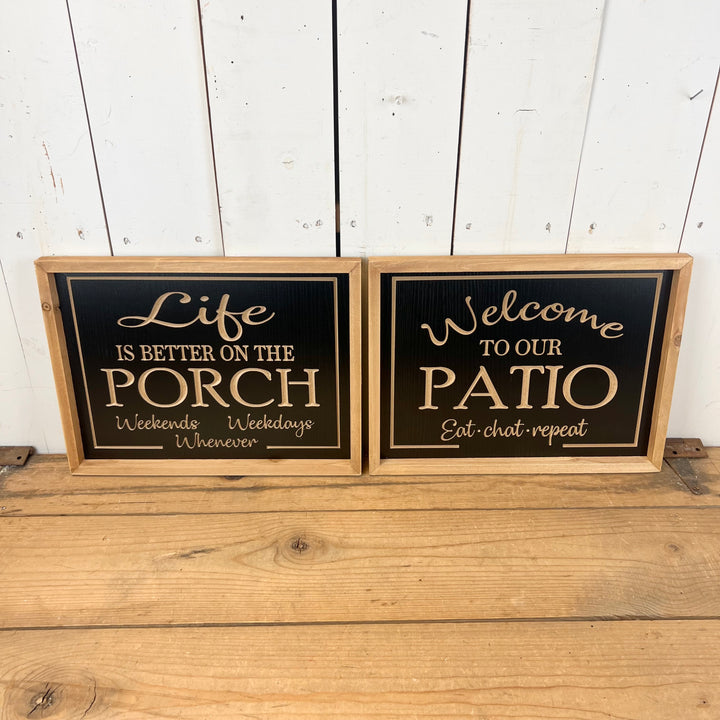 Life
IS BETTER ON THE
PORCH
Weekends Weekdays
Whenever
Welcome
TO OUR
PATIO
Eat·chat·repeat